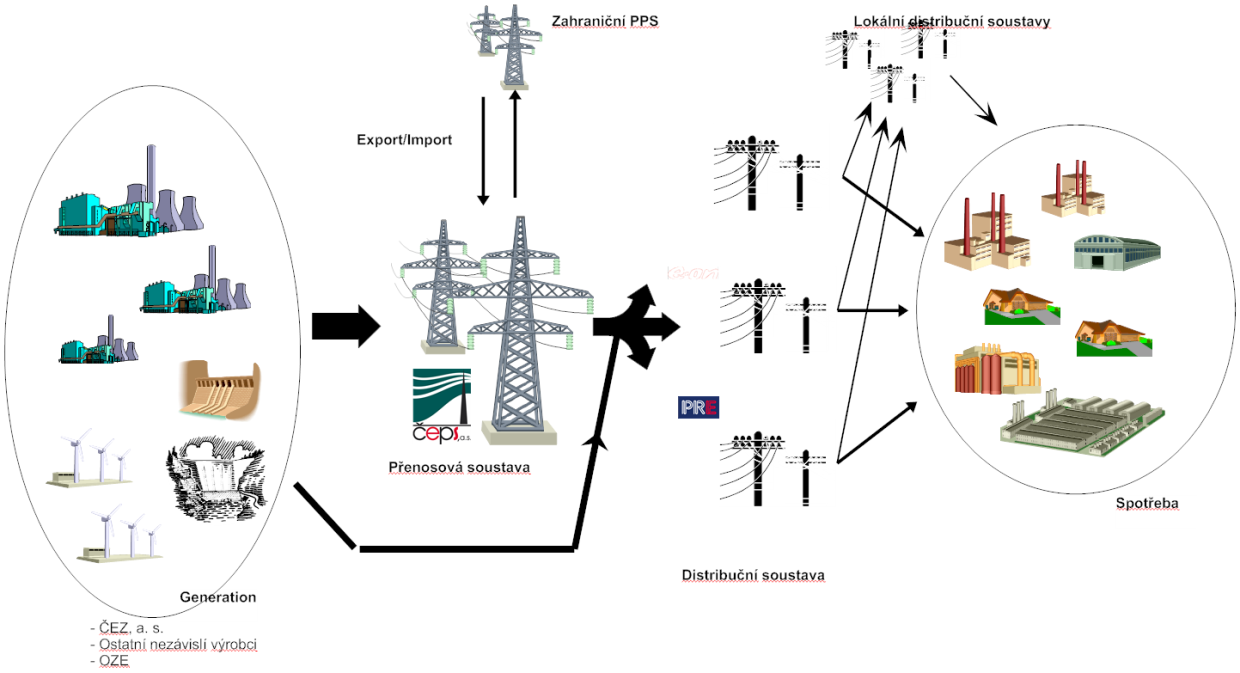 Zahraniční PPS
Lokální distribuční soustavy
Export/Import
čeps,a.s.
Přenosová soustava
PRE
Spotřeba
Distribuční soustava
Generation
- ČEZ, a. s.
- Ostatní nezávislí výrobci
- OZE